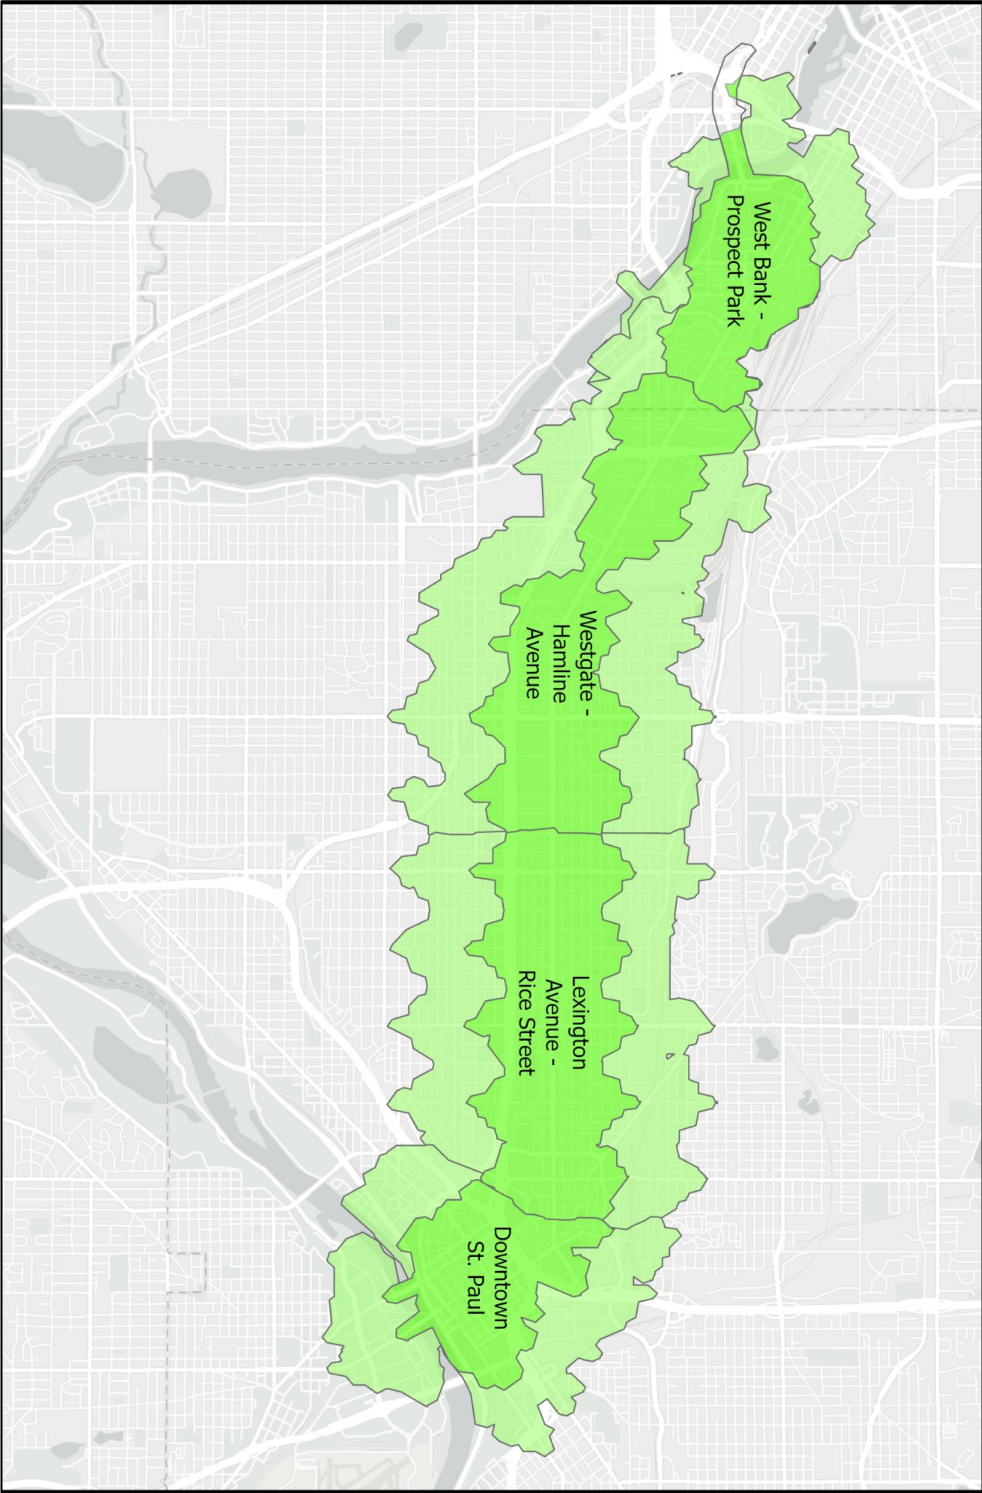 West Bank -
Prospect Park
Westgate -
Hamline
Avenue
Lexington
Avenue -
Rice Street
Downtown
St. Paul